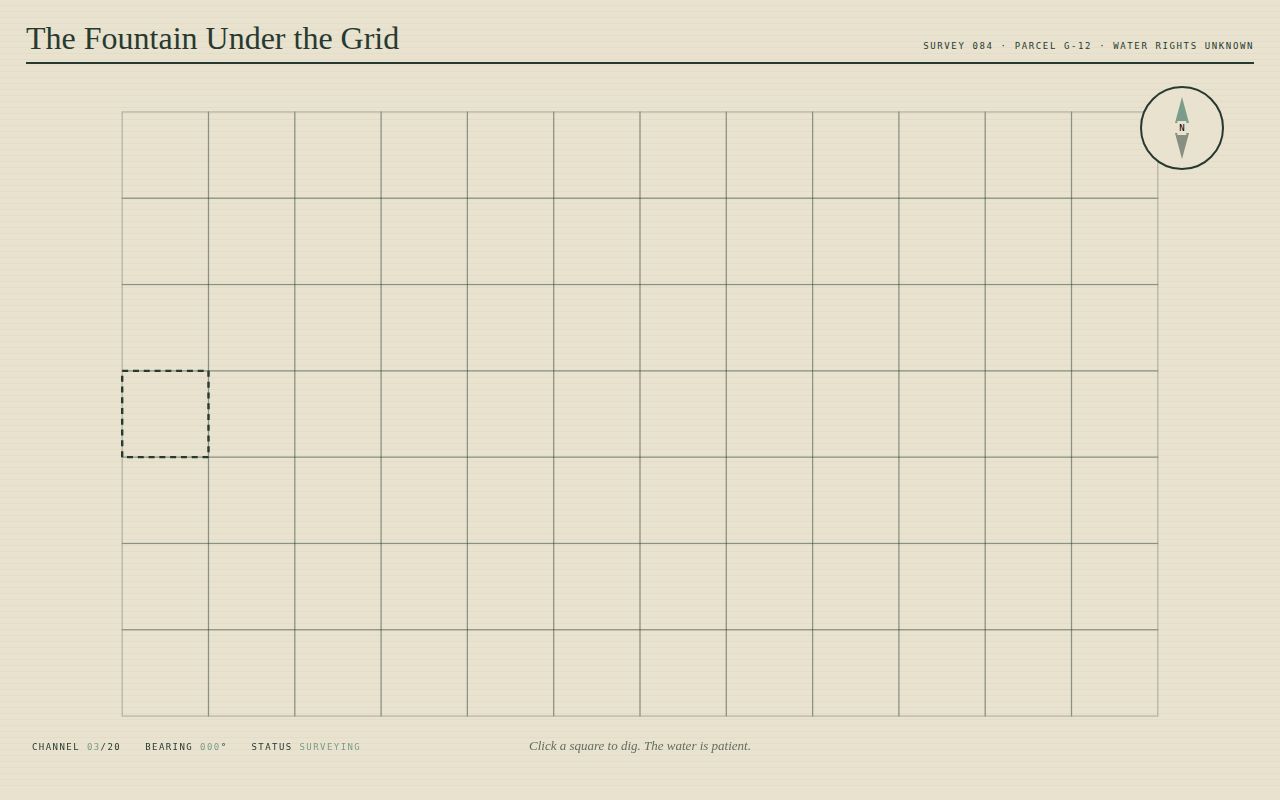 The Fountain Under the Grid
SURVEY 084 · PARCEL G-12 · WATER RIGHTS UNKNOWN
N
CHANNEL 03/20 BEARING 000° STATUS SURVEYING
Click a square to dig. The water is patient.